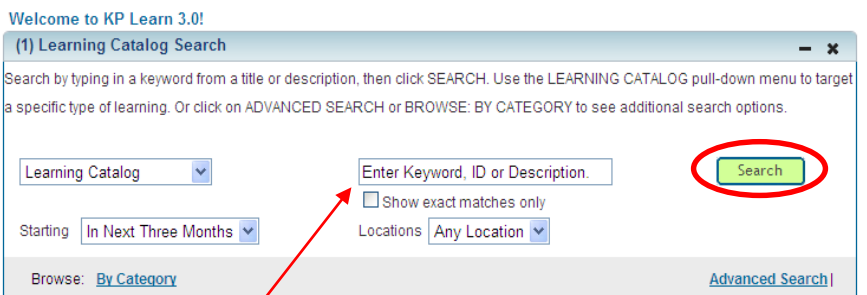 Welcome to KP Learn 3.0!
(1) Learning Catalog Search
Search by typing in a keyword from a title or description, then click SEARCH. Use the LEARNING CATALOG pull-down menu to target
a specific type of learning. Or click on ADVANCED SEARCH or BROWSE: BY CATEGORY to see additional search options.
Learning Catalog Enter Keyword, ID or Description. Search
Show exact matches only
Starting In Next Three Months Locations Any Location
Browse: By Category Advanced Search|